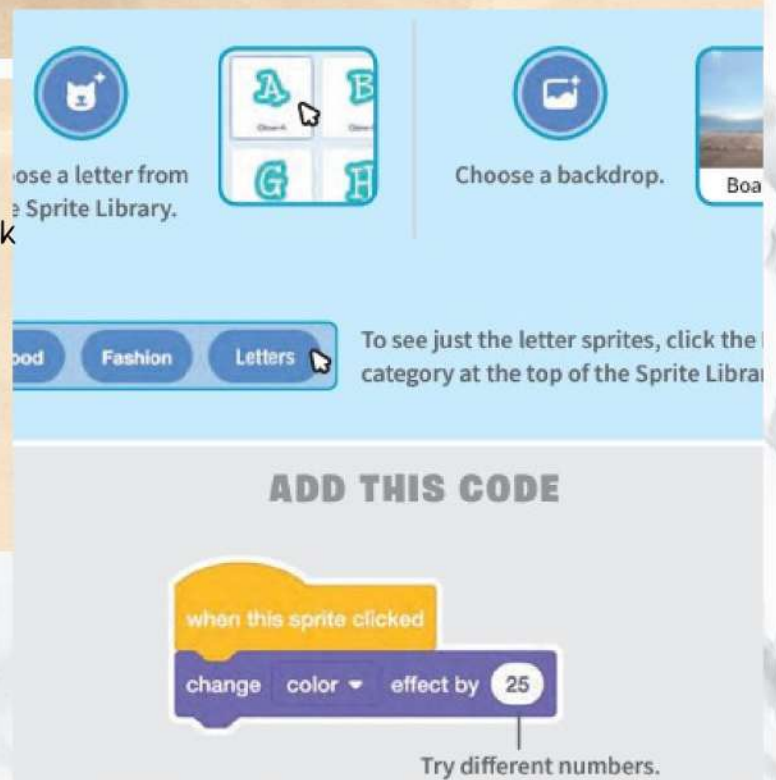 A
B
G
H
ose a letter from
e Sprite Library.
Choose a backdrop.
Boa
k
ood
Fashion
Letters
To see just the letter sprites, click the
category at the top of the Sprite Librar
ADD THIS CODE
when this sprite clicked
change color effect by 25
Try different numbers.